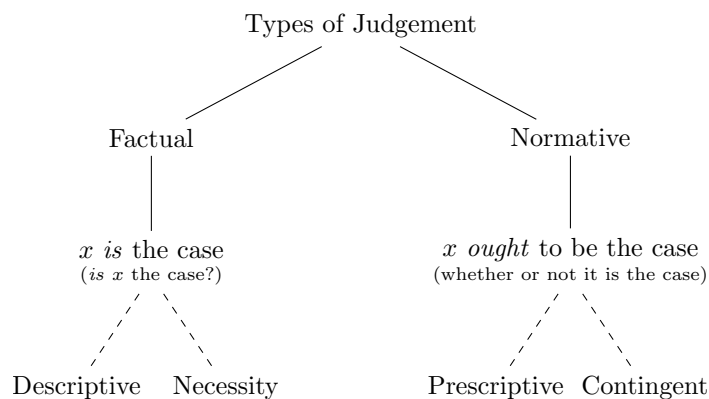 Types of Judgement
Factual
Normative
x is the case
(is x the case?)
x ought to be the case
(whether or not it is the case)
Descriptive
Necessity
Prescriptive
Contingent